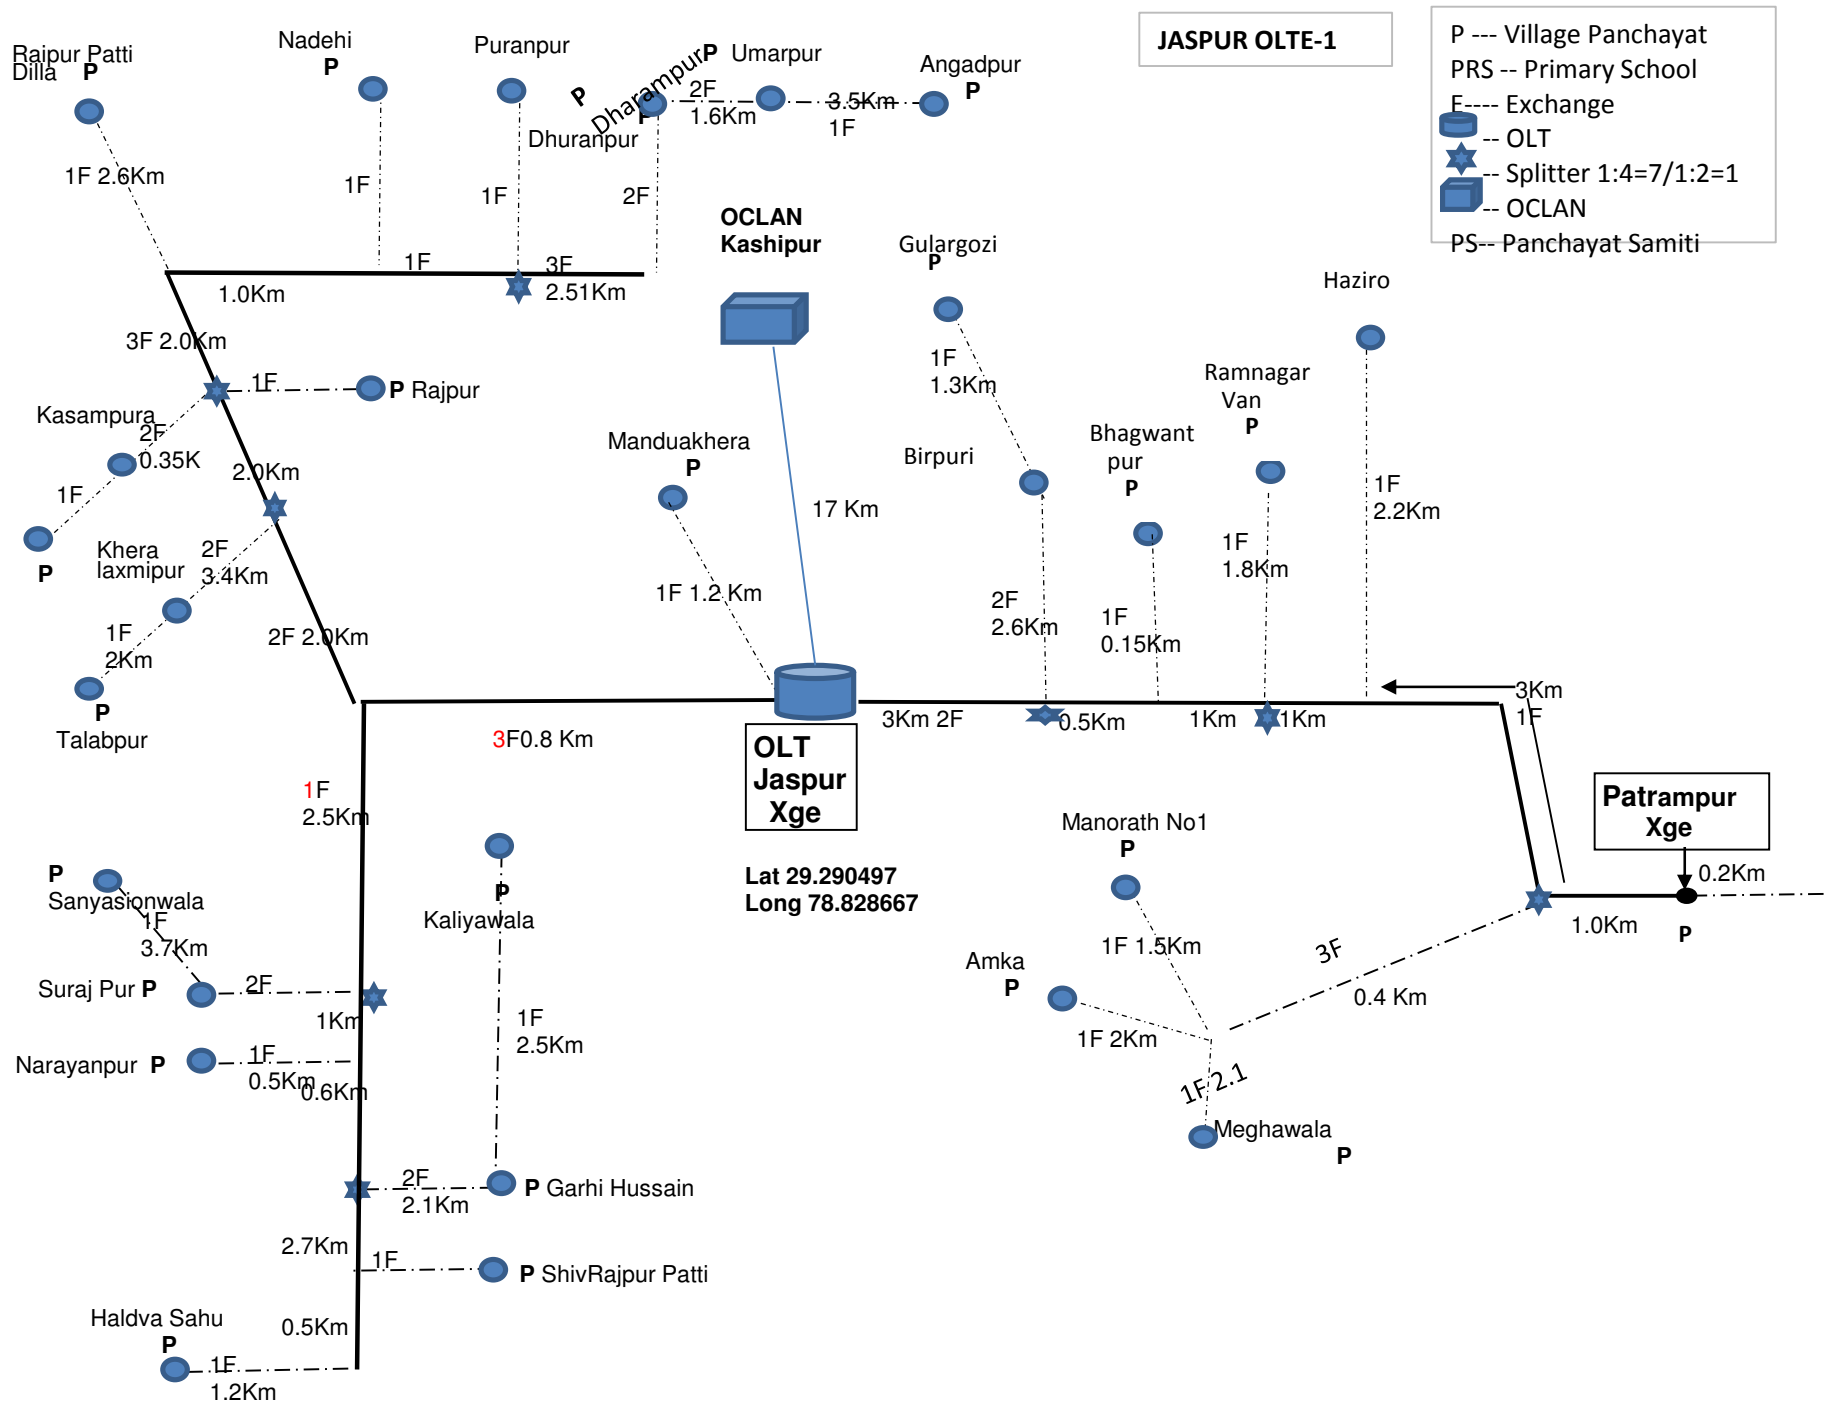 JASPUR OLTE-1
P --- Village Panchayat
PRS -- Primary School
E---- Exchange
-- OLT
-- Splitter 1:4=7/1:2=1
-- OCLAN
PS-- Panchayat Samiti
Raipur Patti
Dilla
P
Nadehi
P
Puranpur
P
Dharampur
P
Umarpur
Angadpur
P
P
Dhuranpur
2F
1.6Km
3.5Km
1F
1F 2.6Km
1F
1F
2F
1F
1.0Km
3F
2.51Km
OCLAN
Kashipur
17 Km
Gulargozi
P
1F
1.3Km
Birpuri
2F
2.6Km
Haziro
1F
2.2Km
Ramnagar
Van
P
1F
1.8Km
Bhagwant
pur
P
1F
0.15Km
3F 2.0Km
1F
P Rajpur
Kasampura
2F
0.35K
1F
P
2.0Km
Khera
laxmipur
2F
3.4Km
1F
2Km
P
Talabpur
2F 2.0Km
Manduakhera
P
1F 1.2 Km
3F0.8 Km
OLT
Jaspur
Xge
Lat 29.290497
Long 78.828667
3Km 2F
0.5Km
1Km
1Km
3Km
1F
Patrampur
Xge
0.2Km
1.0Km
P
3F
0.4 Km
Manorath No1
P
1F 1.5Km
Amka
P
1F 2Km
1F 2.1
Meghawala
P
1F
2.5Km
P
Sanyasionwala
1F
3.7Km
Suraj Pur P
2F
1Km
Narayanpur P
1F
0.5Km
0.6Km
P
Kaliyawala
1F
2.5Km
2F
2.1Km
P Garhi Hussain
2.7Km
1F
P ShivRajpur Patti
0.5Km
Haldva Sahu
P
1F
1.2Km